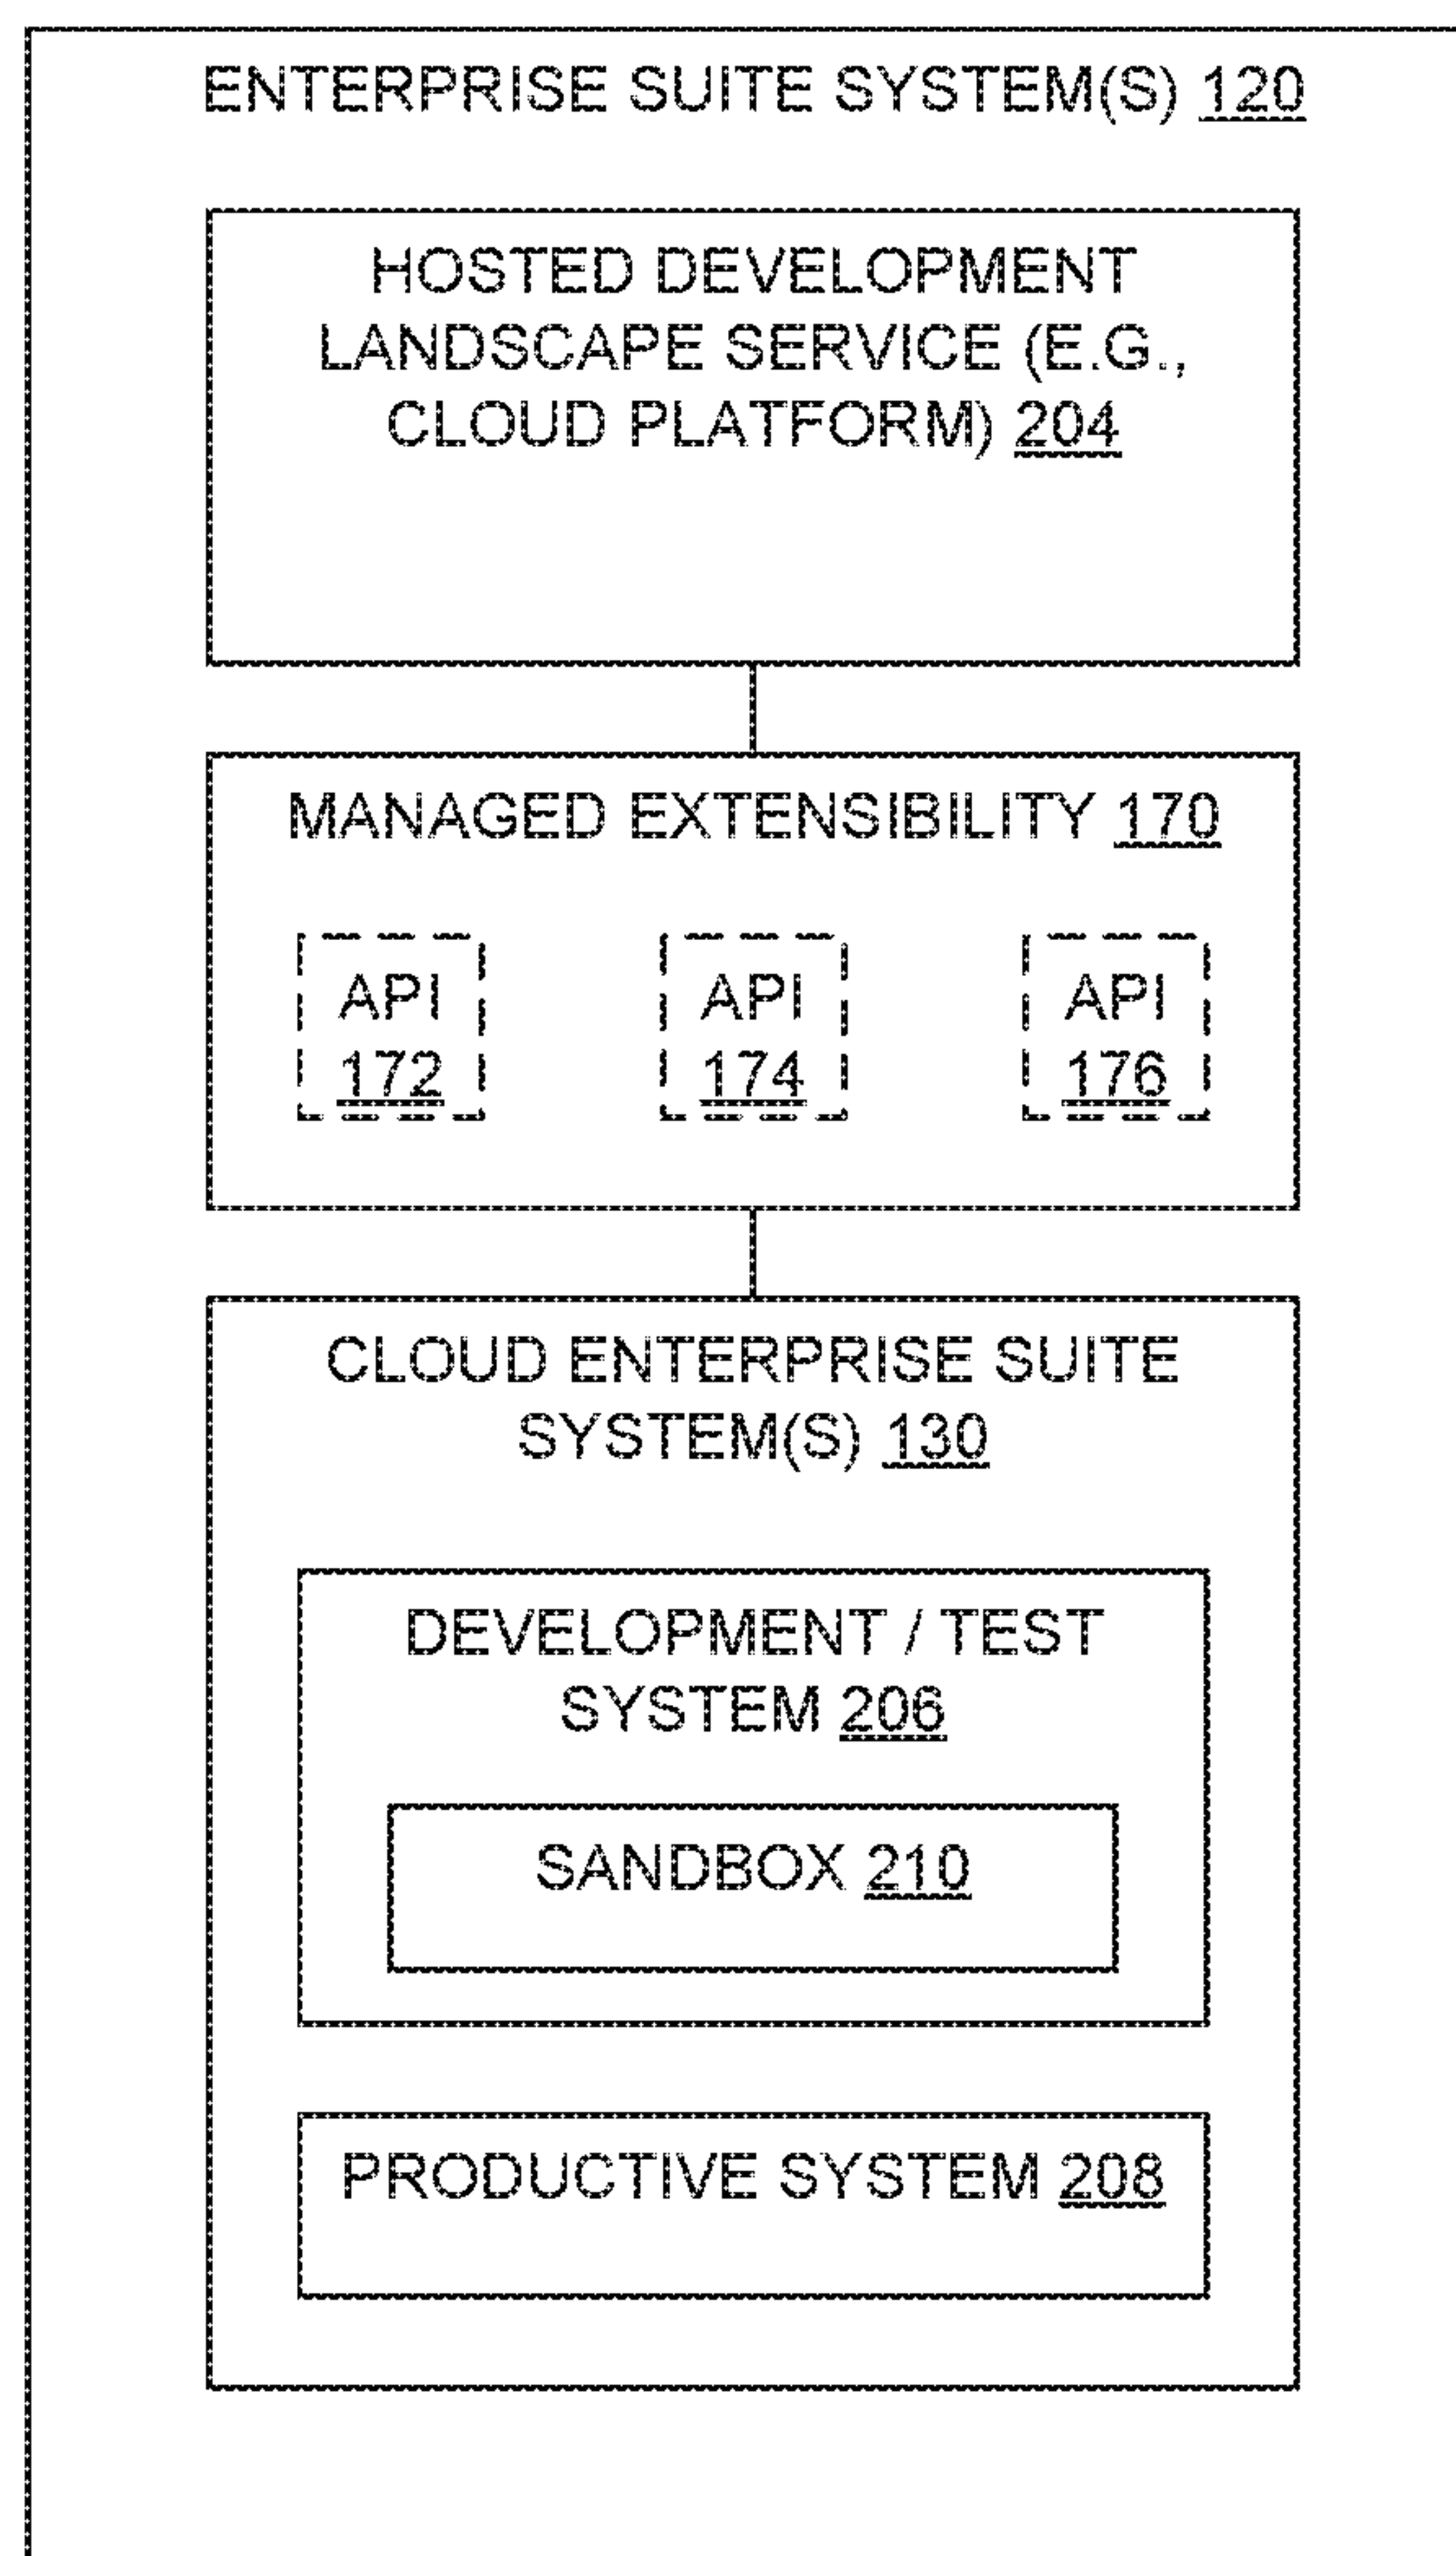 ENTERPRISE SUITE SYSTEM(S) 120
HOSTED DEVELOPMENT
LANDSCAPE SERVICE (E.G.,
CLOUD PLATFORM) 204
MANAGED EXTENSIBILITY 170
API
172
API
174
API
176
CLOUD ENTERPRISE SUITE
SYSTEM(S) 130
DEVELOPMENT / TEST
SYSTEM 206
SANDBOX 210
PRODUCTIVE SYSTEM 208